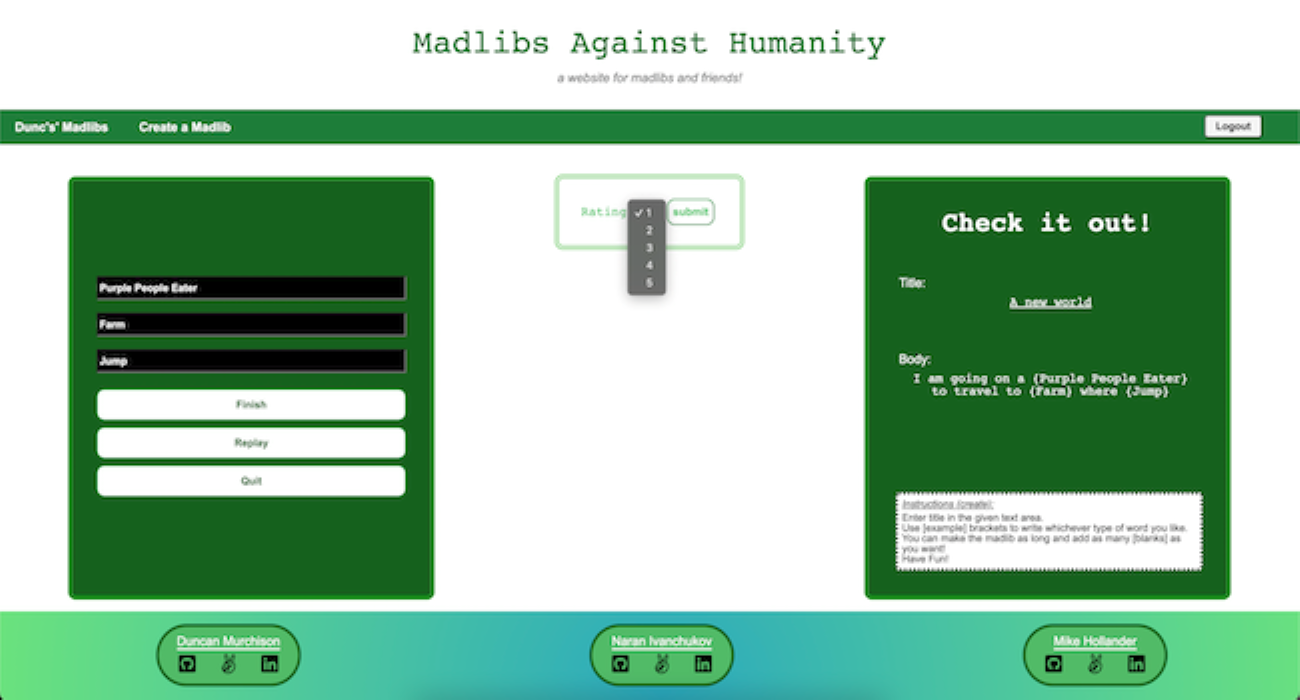 Madlibs Against Humanity
a website for madlibs and friends!
Dunc's' Madlibs
Create a Madlib
Logout
Purple People Eater
Farm
Jump
Finish
Replay
Quit
Rating
✓ 1
2
3
4
5
submit
Check it out!
Title:
A new world
Body:
I am going on a {Purple People Eater}
to travel to {Farm} where {Jump}
Instructions (create):
Enter title in the given text area.
Use [example] brackets to write whichever type of word you like.
You can make the madlib as long and add as many [blanks] as
you want!
Have Fun!
Duncan Murchison
Naran Ivanchukov
Mike Hollander